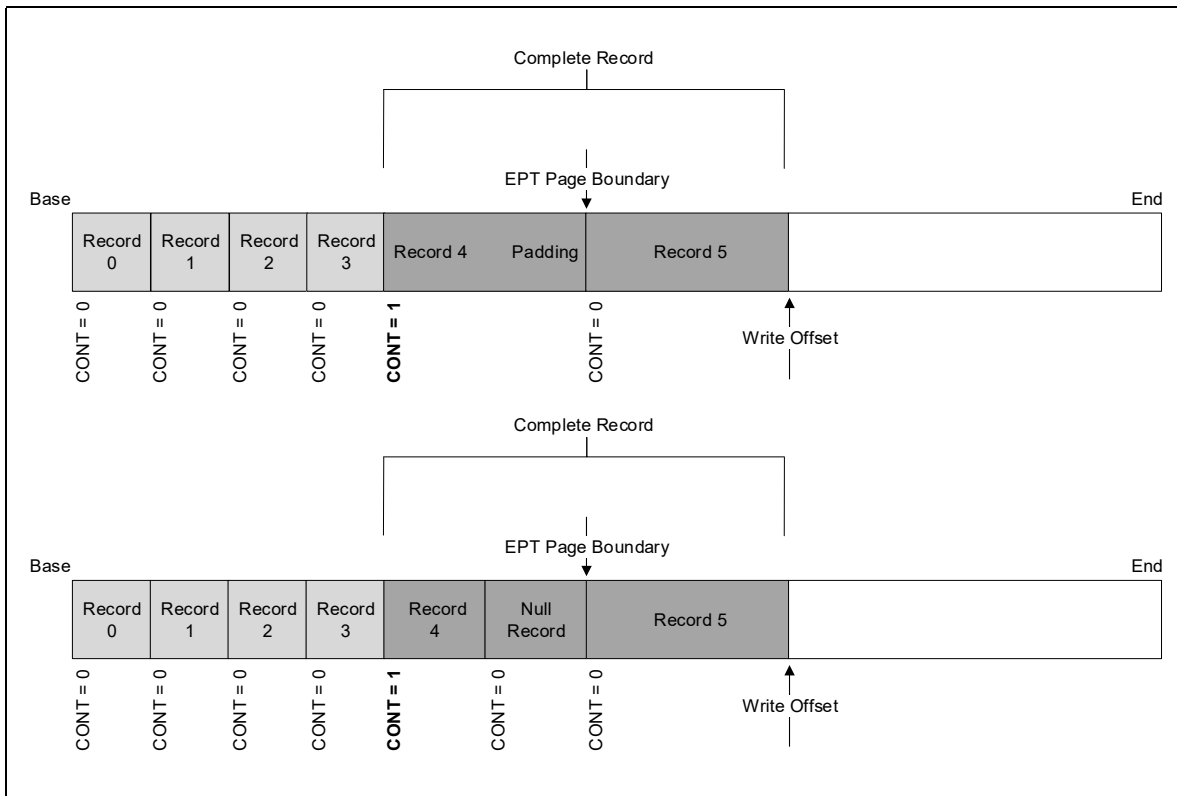 Complete Record
EPT Page Boundary
Base
End
Record 0
Record 1
Record 2
Record 3
Record 4
Padding
Record 5
CONT = 0
CONT = 0
CONT = 0
CONT = 0
CONT = 1
CONT = 0
Write Offset
Complete Record
EPT Page Boundary
Base
End
Record 0
Record 1
Record 2
Record 3
Record 4
Null Record
Record 5
CONT = 0
CONT = 0
CONT = 0
CONT = 0
CONT = 1
CONT = 0
CONT = 0
Write Offset